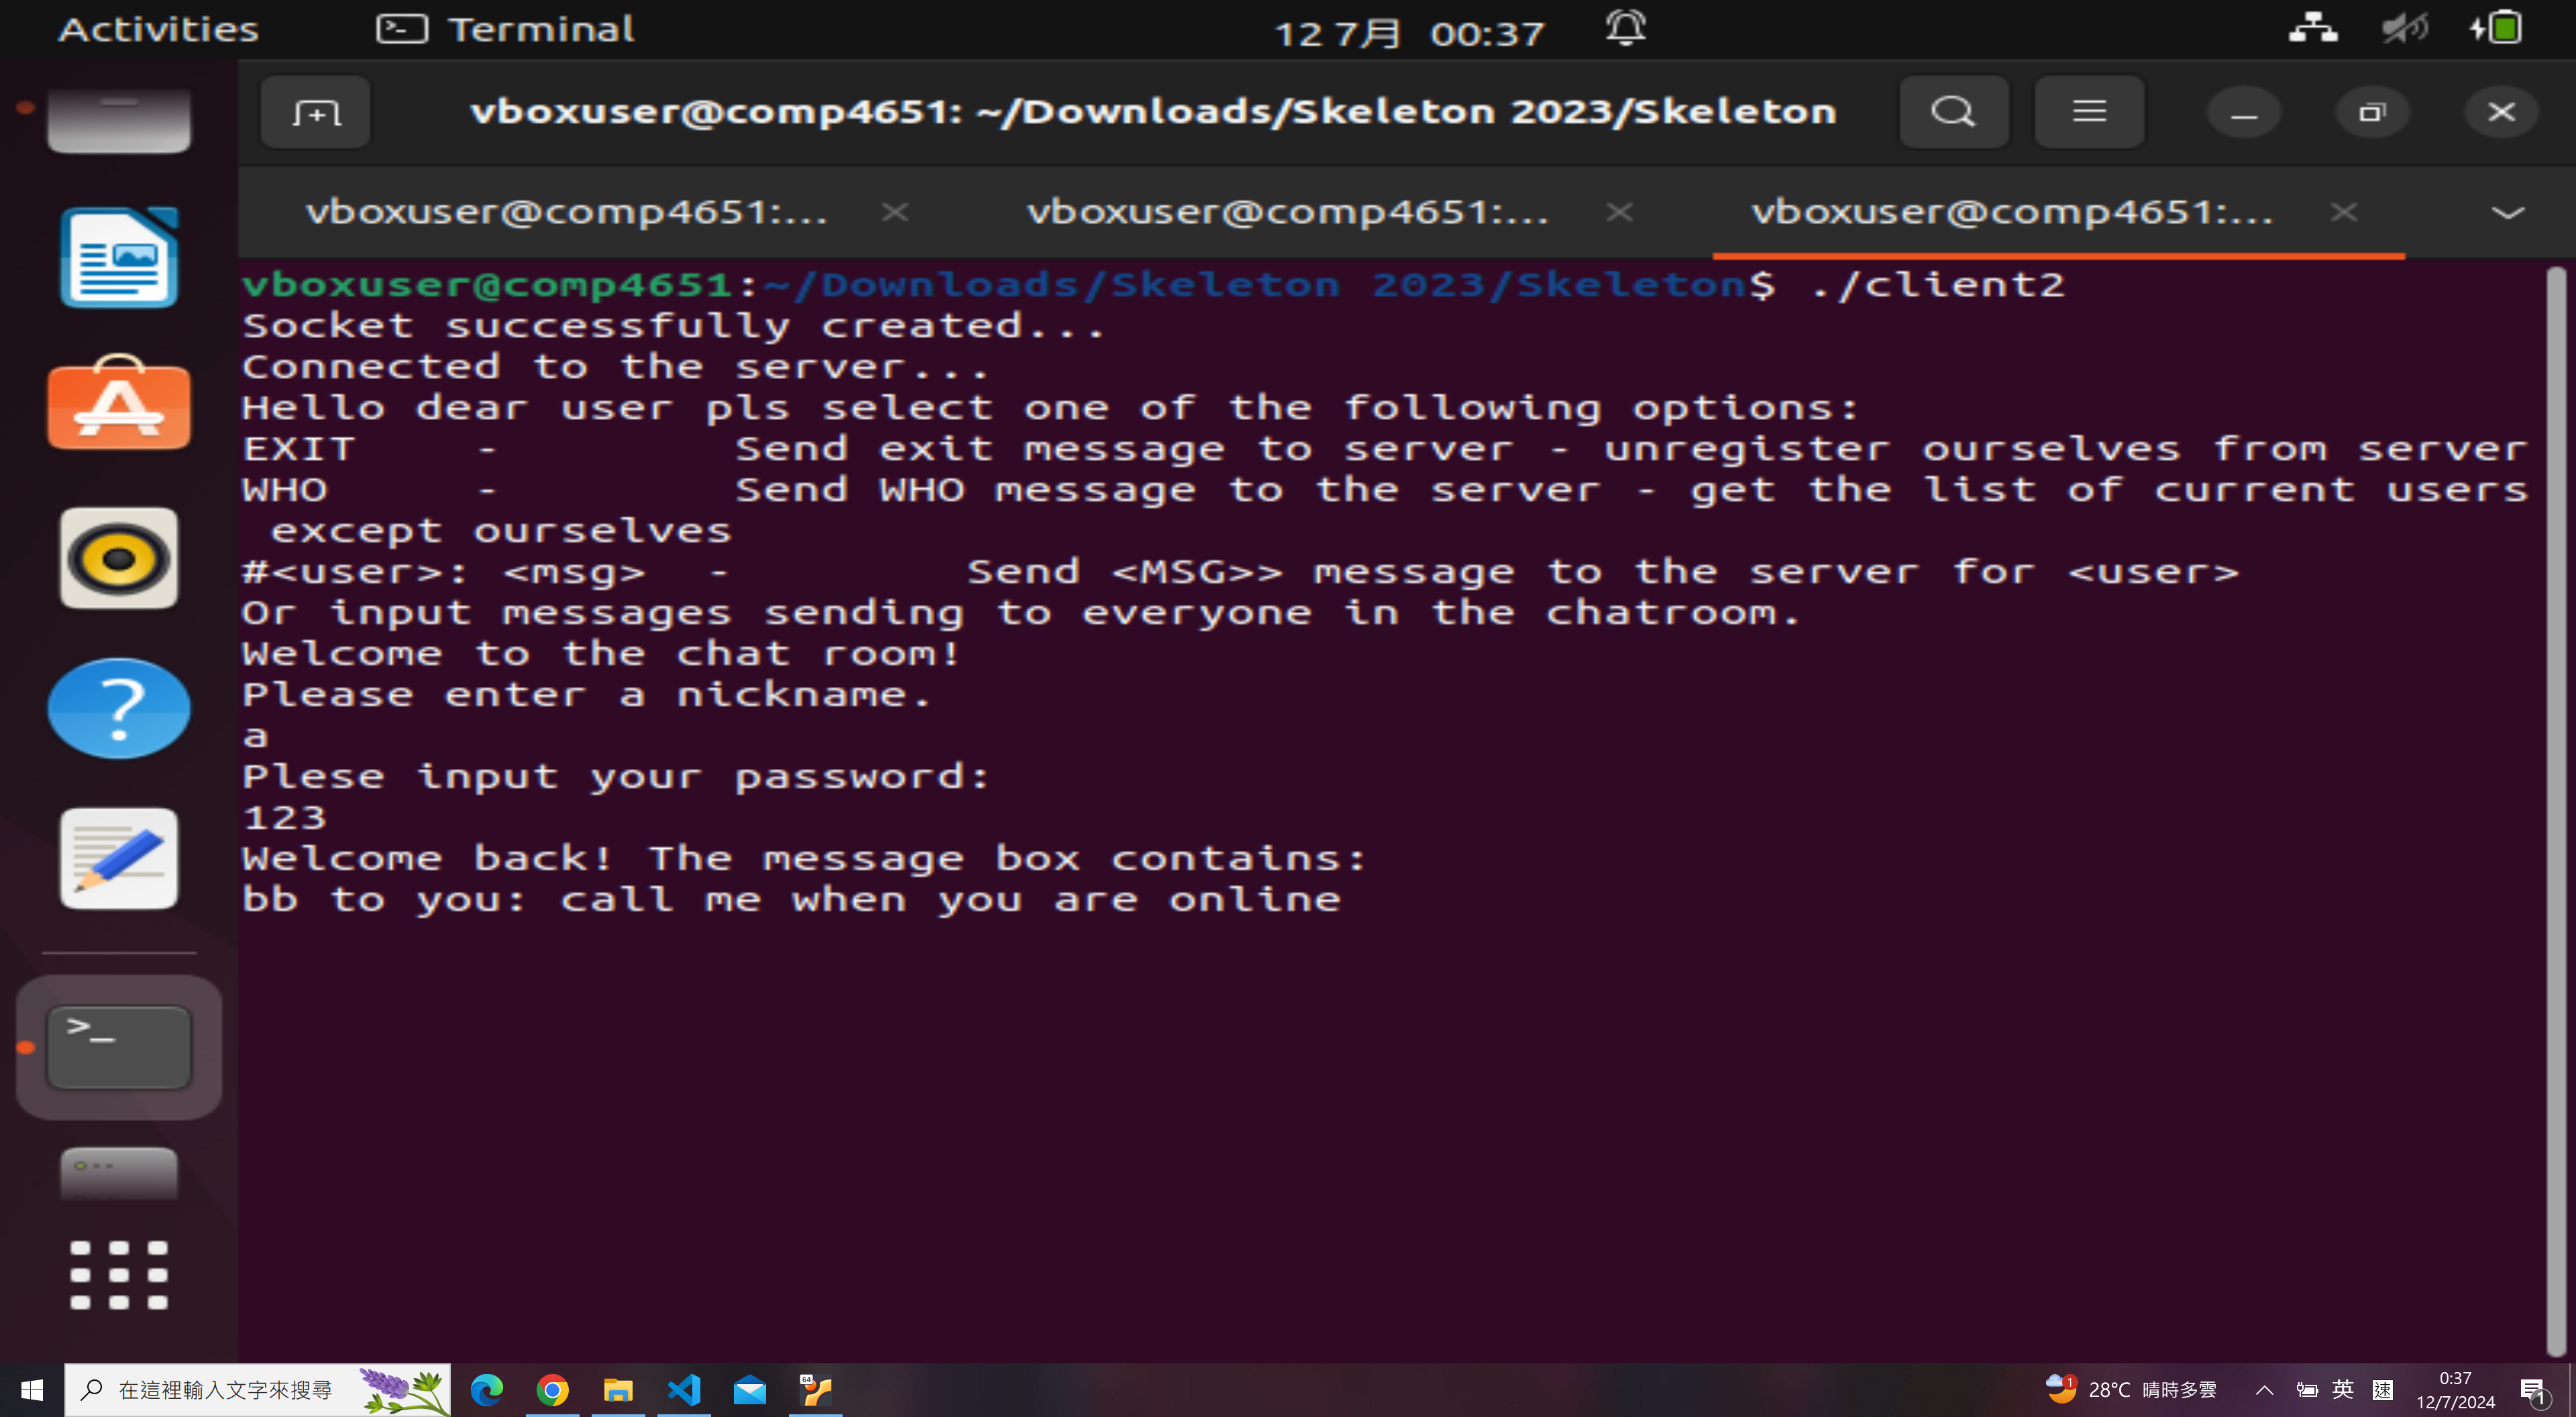 Activities
Terminal
12 7月 00:37
vboxuser@comp4651: ~/Downloads/Skeleton 2023/Skeleton
vboxuser@comp4651:...
vboxuser@comp4651:...
vboxuser@comp4651:...
vboxuser@comp4651:~/Downloads/Skeleton 2023/Skeleton$ ./client2
Socket successfully created...
Connected to the server...
Hello dear user pls select one of the following options:
EXIT - Send exit message to server - unregister ourselves from server
WHO - Send WHO message to the server - get the list of current users
except ourselves
#<user>: <msg> - Send <MSG>> message to the server for <user>
Or input messages sending to everyone in the chatroom.
Welcome to the chat room!
Please enter a nickname.
a
Plese input your password:
123
Welcome back! The message box contains:
bb to you: call me when you are online
在這裡輸入文字來搜尋
64
1
28°C 晴時多雲
英
速
0:37
12/7/2024
1